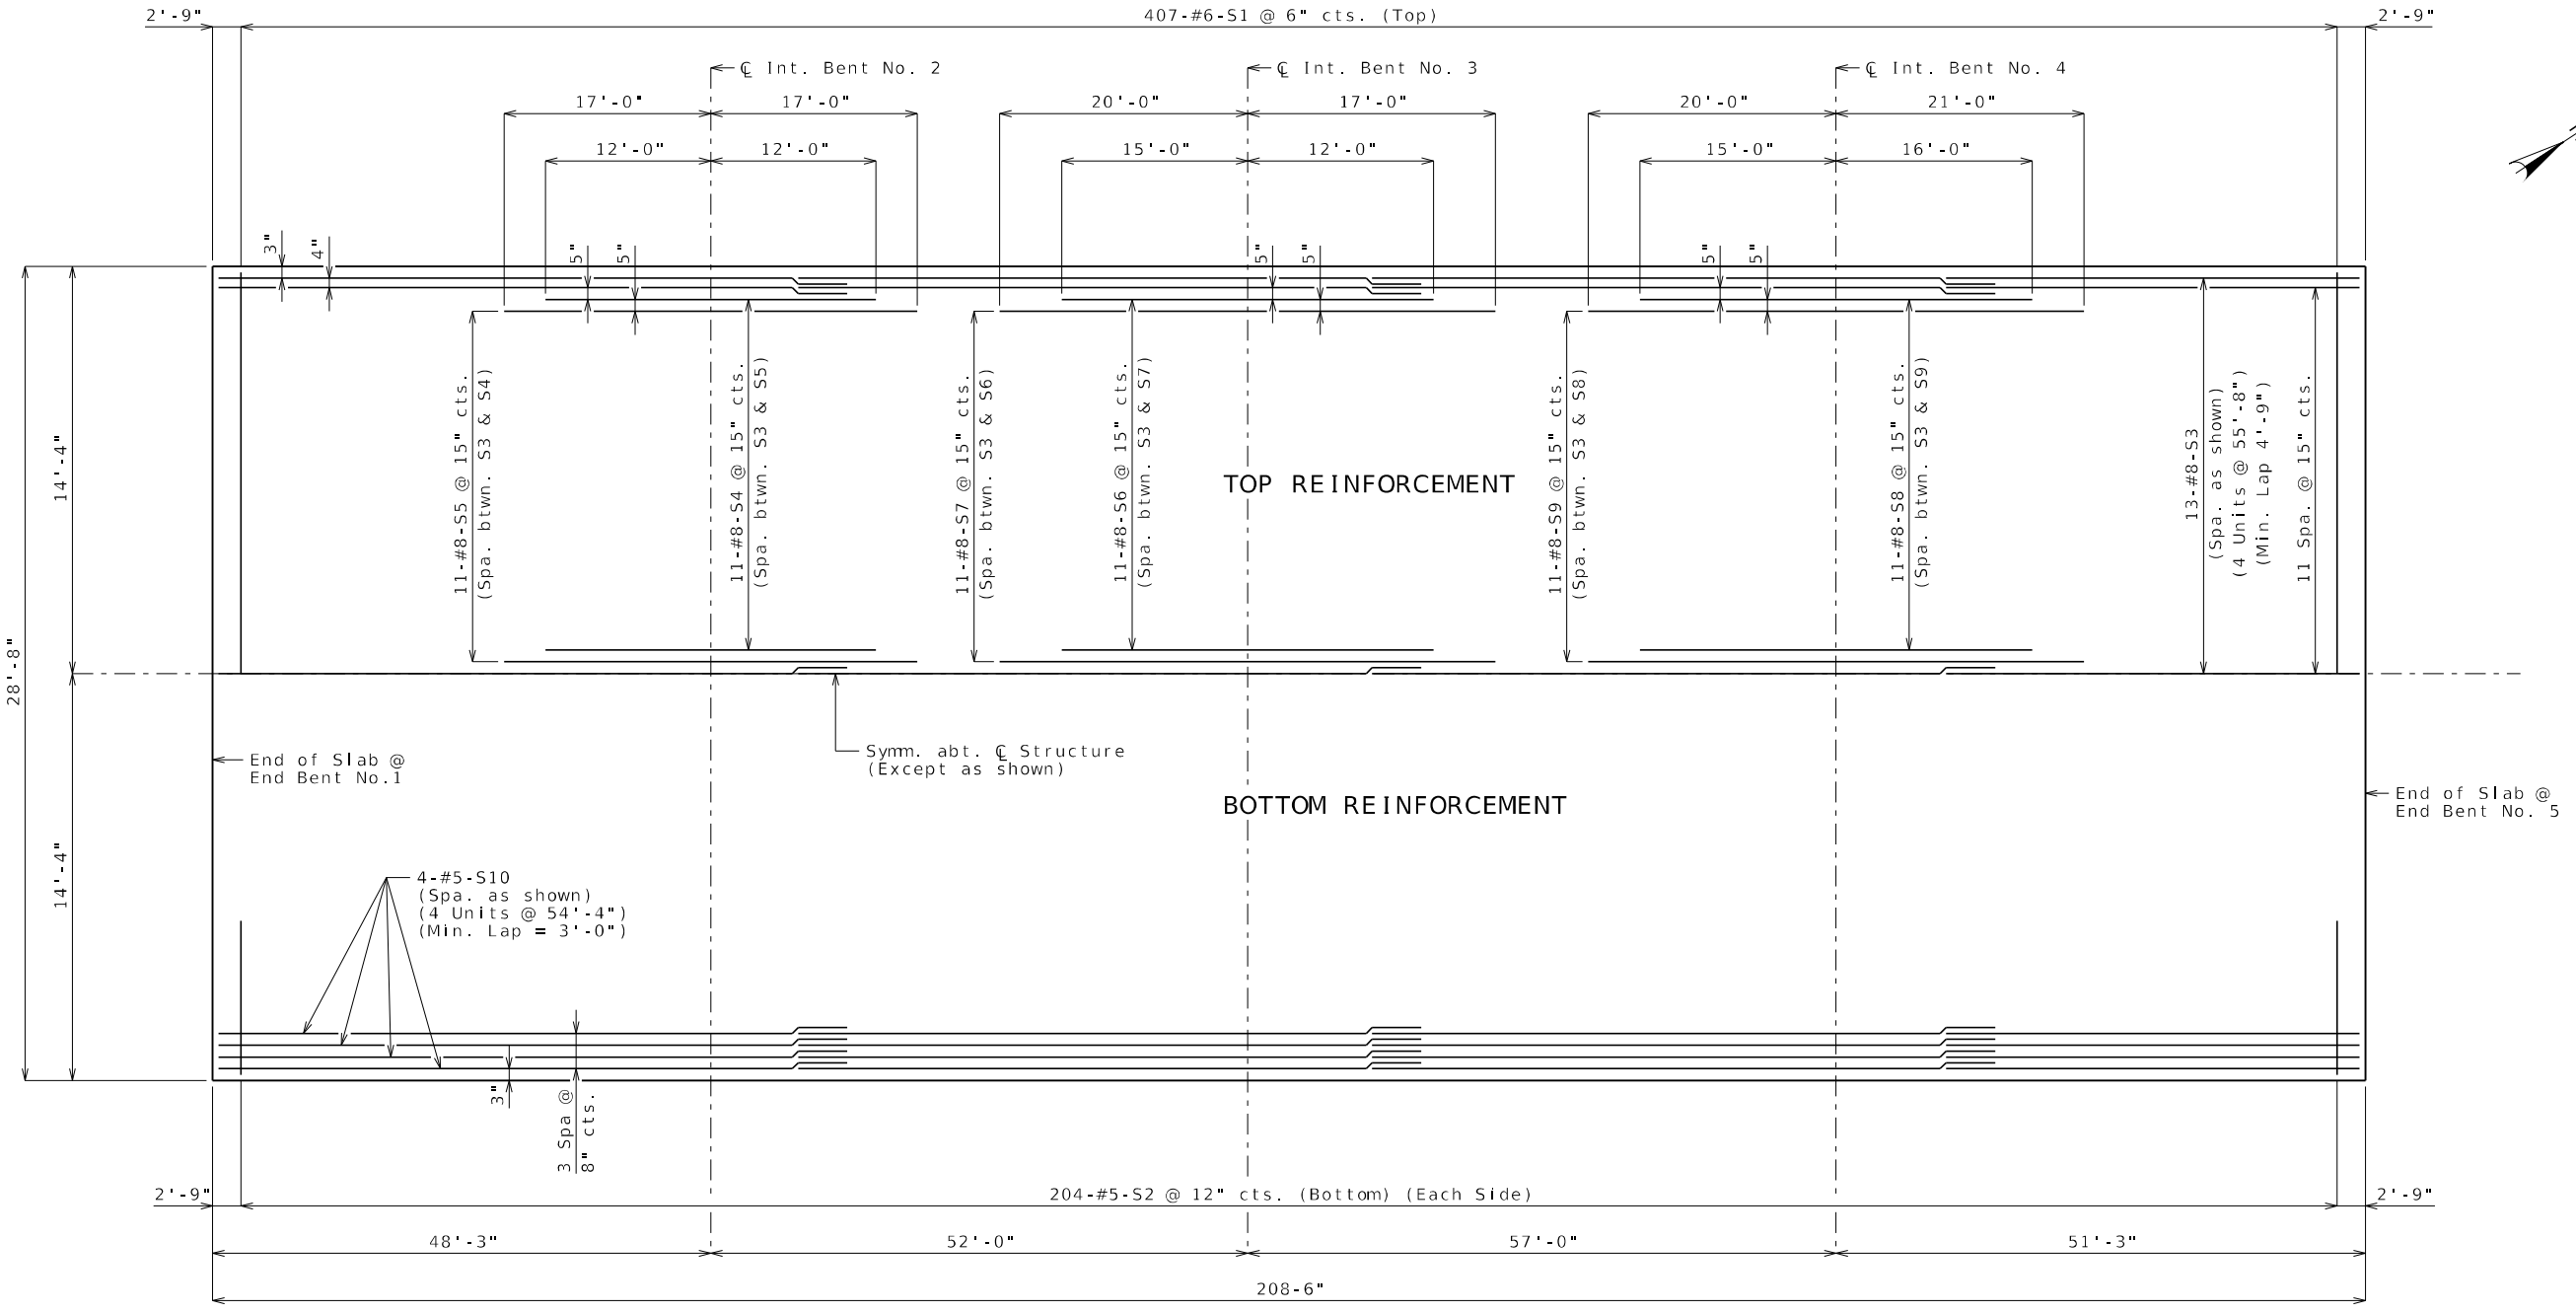 2'-9"
407-#6-S1 @ 6" cts. (Top)
2'-9"
℄ Int. Bent No. 2
℄ Int. Bent No. 3
℄ Int. Bent No. 4
17'-0"
17'-0"
20'-0"
17'-0"
20'-0"
21'-0"
12'-0"
12'-0"
15'-0"
12'-0"
15'-0"
16'-0"
3"
4"
5"
5"
5"
5"
5"
5"
28'-8"
14'-4"
11-#8-S5 @ 15" cts.
(Spa. btwn. S3 & S4)
11-#8-S4 @ 15" cts.
(Spa. btwn. S3 & S5)
11-#8-S7 @ 15" cts.
(Spa. btwn. S3 & S6)
11-#8-S6 @ 15" cts.
(Spa. btwn. S3 & S7)
TOP REINFORCEMENT
11-#8-S9 @ 15" cts.
(Spa. btwn. S3 & S8)
11-#8-S8 @ 15" cts.
(Spa. btwn. S3 & S9)
13-#8-S3
(Spa. as shown)
(4 Units @ 55'-8")
(Min. Lap 4'-9")
11 Spa. @ 15" cts.
End of Slab @
End Bent No.1
Symm. abt. ℄ Structure
(Except as shown)
BOTTOM REINFORCEMENT
End of Slab @
End Bent No. 5
14'-4"
4-#5-S10
(Spa. as shown)
(4 Units @ 54'-4")
(Min. Lap = 3'-0")
3"
3 Spa @
8" cts.
2'-9"
204-#5-S2 @ 12" cts. (Bottom) (Each Side)
2'-9"
48'-3"
52'-0"
57'-0"
51'-3"
208-6"